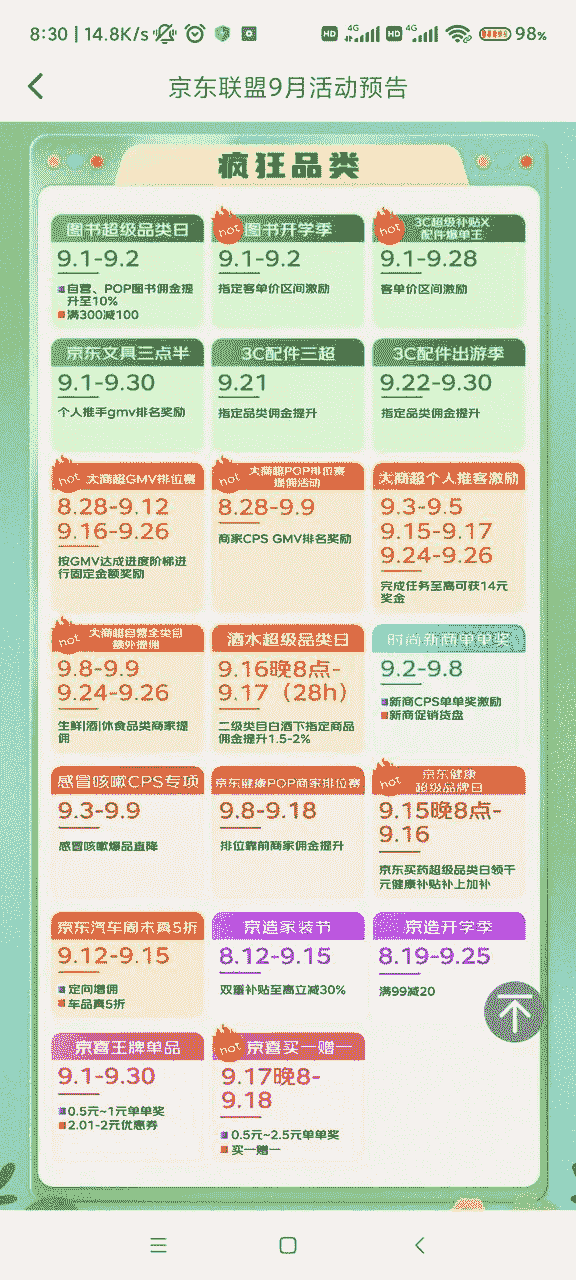 8:30 | 14.8K/s
HD 4G HD 4G 98%
京东联盟9月活动预告
疯狂品类
图书超级品类日
9.1-9.2
自营、POP图书佣金提
升至10%
满300减100
hot
图书开学季
9.1-9.2
指定客单价区间激励
hot
3C超级补贴X
配件爆单王
9.1-9.28
客单价区间激励
京东文具三点半
9.1-9.30
个人推手gmv排名奖励
3C配件三超
9.21
指定品类佣金提升
3C配件出游季
9.22-9.30
指定品类佣金提升
hot
大商超GMV排位赛
8.28-9.12
9.16-9.26
按GMV达成进度阶梯进
行固定金额奖励
hot
大商超POP排位赛
提佣活动
8.28-9.9
商家CPS GMV排名奖励
大商超个人推客激励
9.3-9.5
9.15-9.17
9.24-9.26
完成任务至高可获14元
奖金
hot
大商超自营全类目
额外提佣
9.8-9.9
9.24-9.26
生鲜|酒|休食品类商家提
佣
酒水超级品类日
9.16晚8点-
9.17（28h）
二级类目白酒下指定商品
佣金提升1.5-2%
时尚新商单单奖
9.2-9.8
新商CPS单单奖激励
新商促销货盘
感冒咳嗽CPS专项
9.3-9.9
感冒咳嗽爆品直降
京东健康POP商家排位赛
9.8-9.18
排位靠前商家佣金提升
hot
京东健康
超级品牌日
9.15晚8点-
9.16
京东买药超级品类日领千
元健康补贴补上加补
京东汽车周末真5折
9.12-9.15
定向增佣
车品真5折
京造家装节
8.12-9.15
双重补贴至高立减30%
京造开学季
8.19-9.25
满99减20
京喜王牌单品
9.1-9.30
0.5元~1元单单奖
2.01-2元优惠券
hot
京喜买一赠一
9.17晚8-
9.18
0.5元~2.5元单单奖
买一赠一